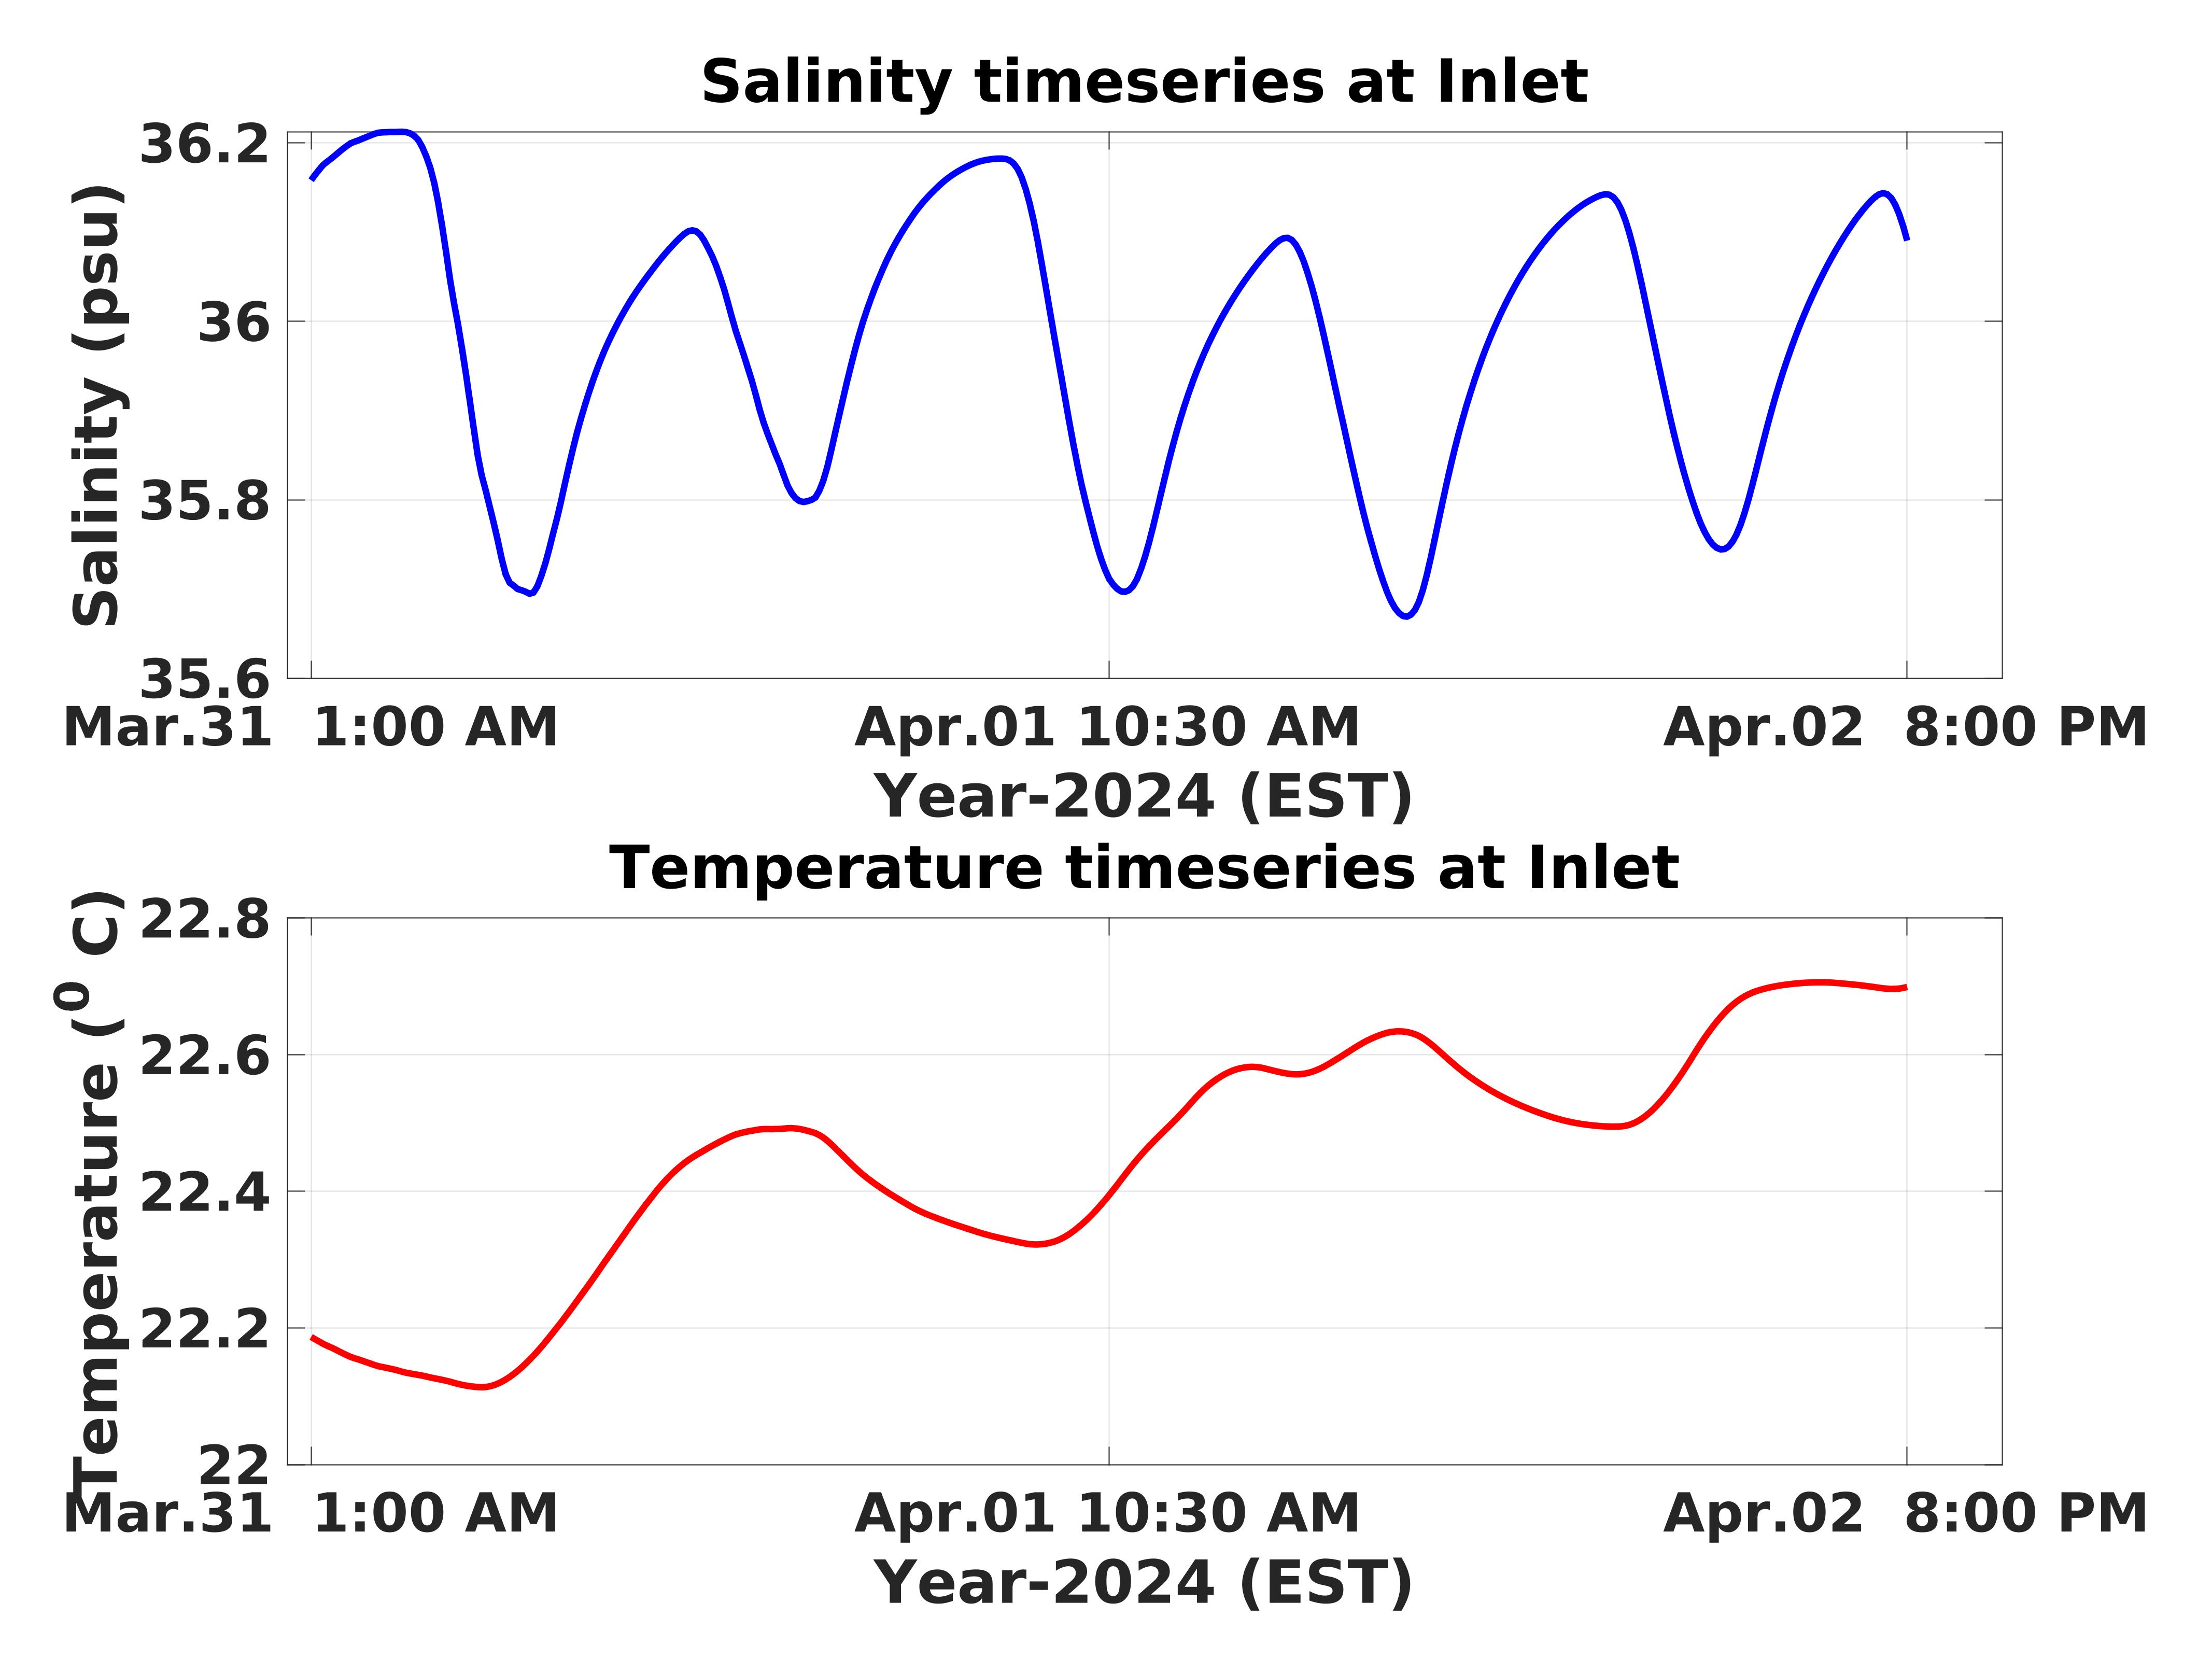 Salinity timeseries at Inlet
Salinity (psu)
36.2
36
35.8
35.6
Mar.31 1:00 AM Apr.01 10:30 AM Apr.02 8:00 PM
Year-2024 (EST)
Temperature timeseries at Inlet
Temperature (⁰ C)
22.8
22.6
22.4
22.2
22
Mar.31 1:00 AM Apr.01 10:30 AM Apr.02 8:00 PM
Year-2024 (EST)